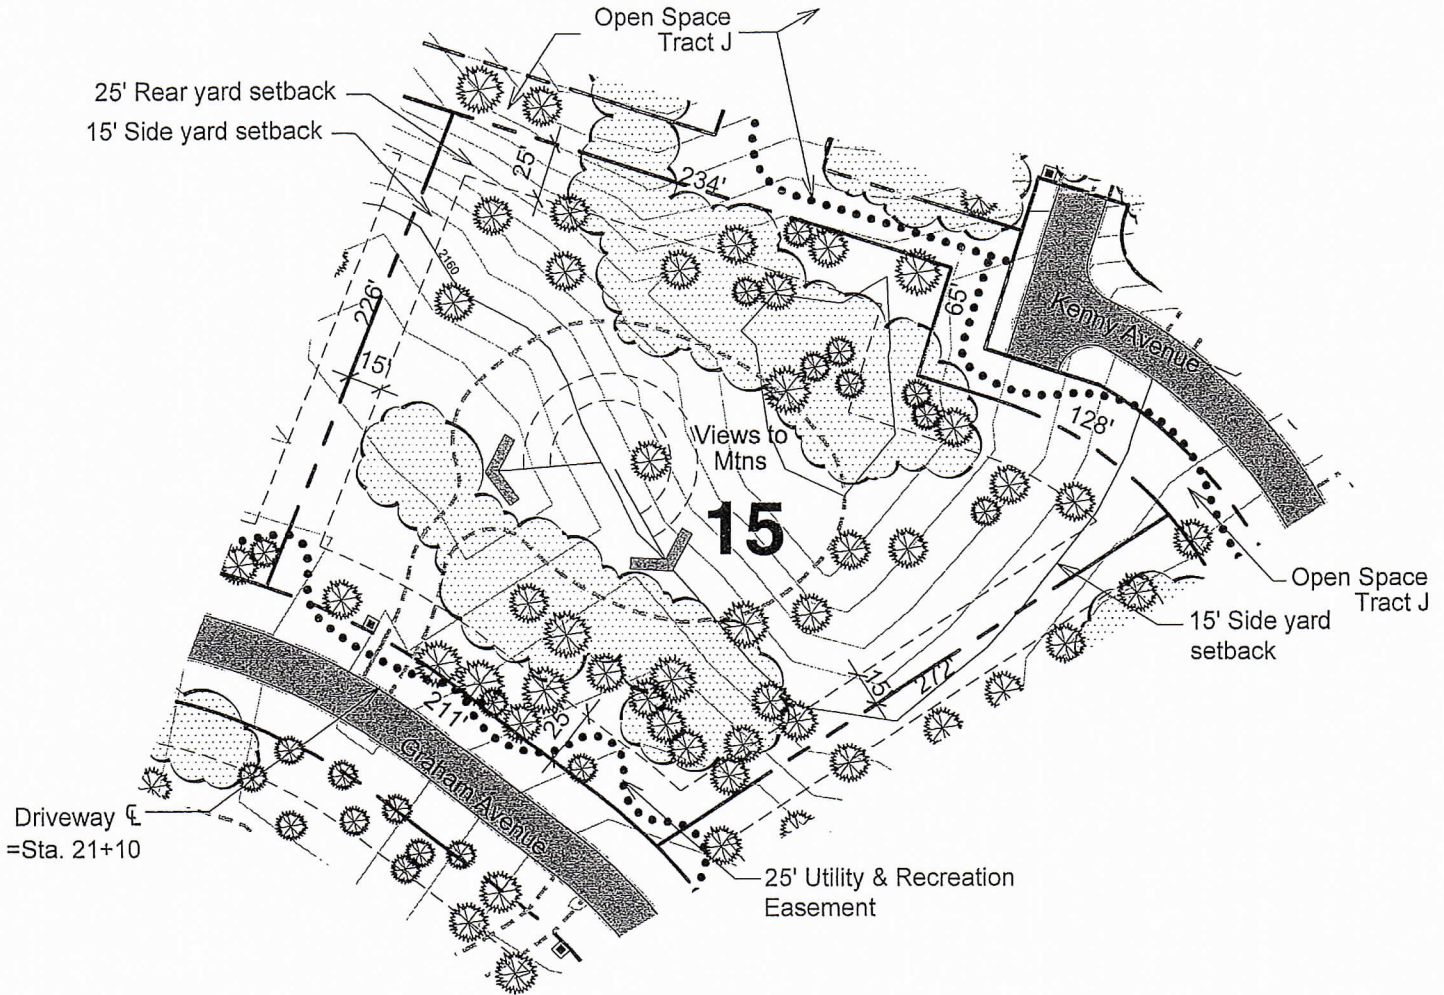 Open Space
Tract J
25' Rear yard setback
15' Side yard setback
25'
234'
2160
226'
65'
Kenny Avenue
15'
128'
Views to
Mtns
15
Open Space
Tract J
15' Side yard
setback
15'
272'
211'
25'
Graham Avenue
Driveway ℄
=Sta. 21+10
25' Utility & Recreation
Easement